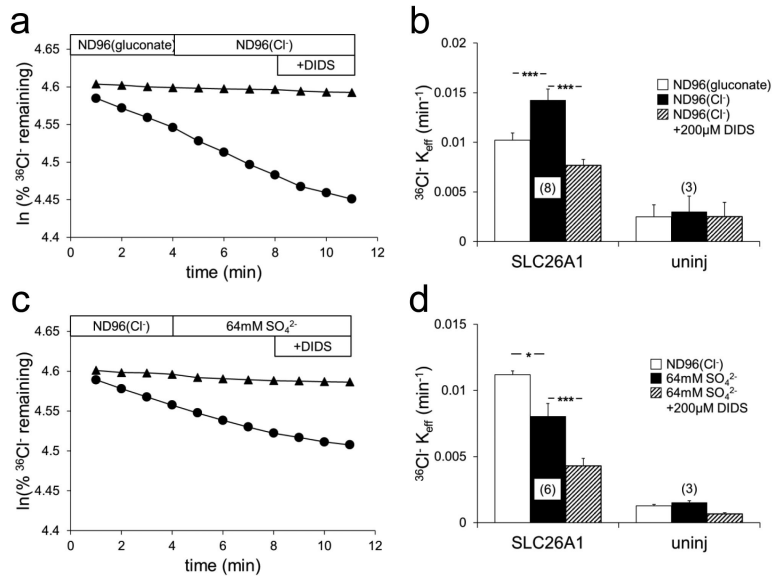 a
ND96(gluconate)
ND96(Cl-)
+DIDS
4.65
4.6
4.55
4.5
4.45
4.4
ln (% 36Cl- remaining)
0 2 4 6 8 10 12
time (min)
b
0.02
0.015
0.01
0.005
0
36Cl- Keff (min-1)
***
***
ND96(gluconate)
ND96(Cl-)
ND96(Cl-)
+200µM DIDS
(8)
(3)
SLC26A1
uninj
c
ND96(Cl-)
64mM SO42-
+DIDS
4.65
4.6
4.55
4.5
4.45
4.4
ln(% 36Cl- remaining)
0 2 4 6 8 10 12
time (min)
d
0.015
0.01
0.005
0
36Cl- Keff (min-1)
*
***
ND96(Cl-)
64mM SO42-
64mM SO42-
+200µM DIDS
(6)
(3)
SLC26A1
uninj